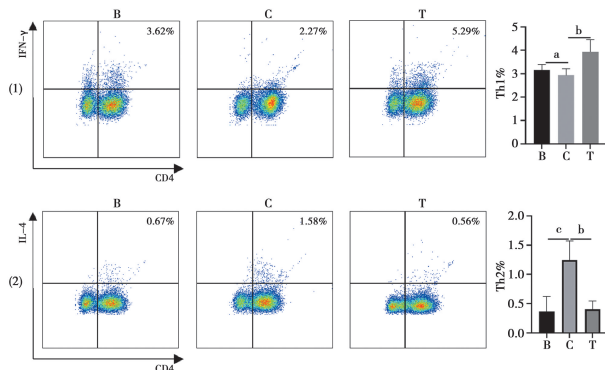 B C T
IFN-γ
3.62% 2.27% 5.29%
(1)
CD4
Th1%
5
4
3
2
1
0
a b
B C T
B C T
IL-4
0.67% 1.58% 0.56%
(2)
CD4
Th2%
2.0
1.5
1.0
0.5
0.0
c b
B C T